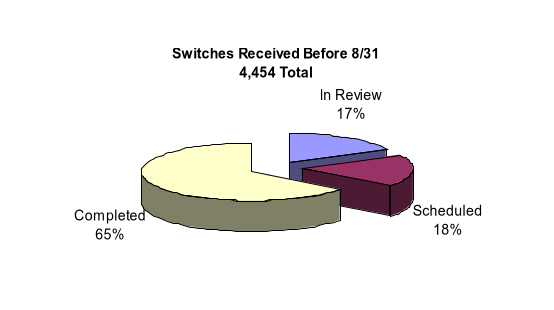 Switches Received Before 8/31
4,454 Total
In Review
17%
Completed
65%
Scheduled
18%